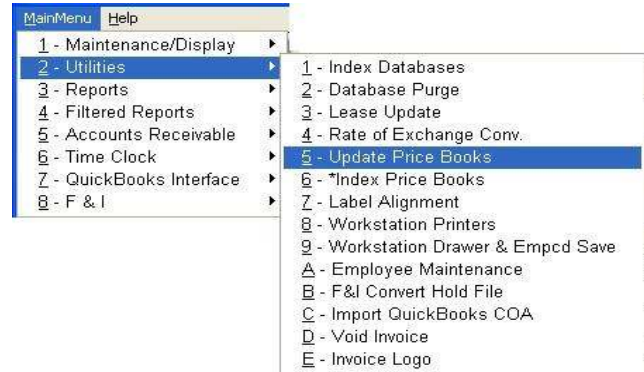 MainMenu Help
1 - Maintenance/Display
2 - Utilities
3 - Reports
4 - Filtered Reports
5 - Accounts Receivable
6 - Time Clock
7 - QuickBooks Interface
8 - F & I
1 - Index Databases
2 - Database Purge
3 - Lease Update
4 - Rate of Exchange Conv.
5 - Update Price Books
6 - *Index Price Books
7 - Label Alignment
8 - Workstation Printers
9 - Workstation Drawer & Empcd Save
A - Employee Maintenance
B - F&I Convert Hold File
C - Import QuickBooks COA
D - Void Invoice
E - Invoice Logo